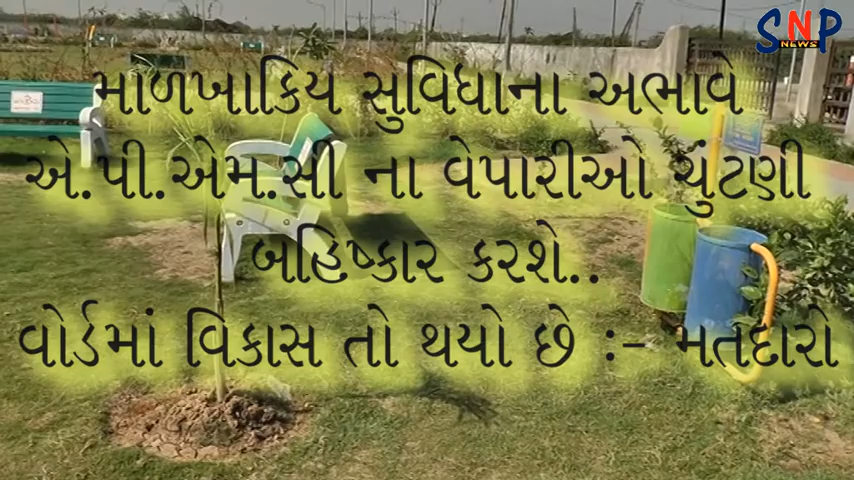 SNP
NEWS
માળખાકિય સુવિધાના અભાવે
એ.પી.એમ.સી ના વેપારીઓ ચુંટણી
બહિષ્કાર કરશે..
વોર્ડમાં વિકાસ તો થયો છે :- મતદારો